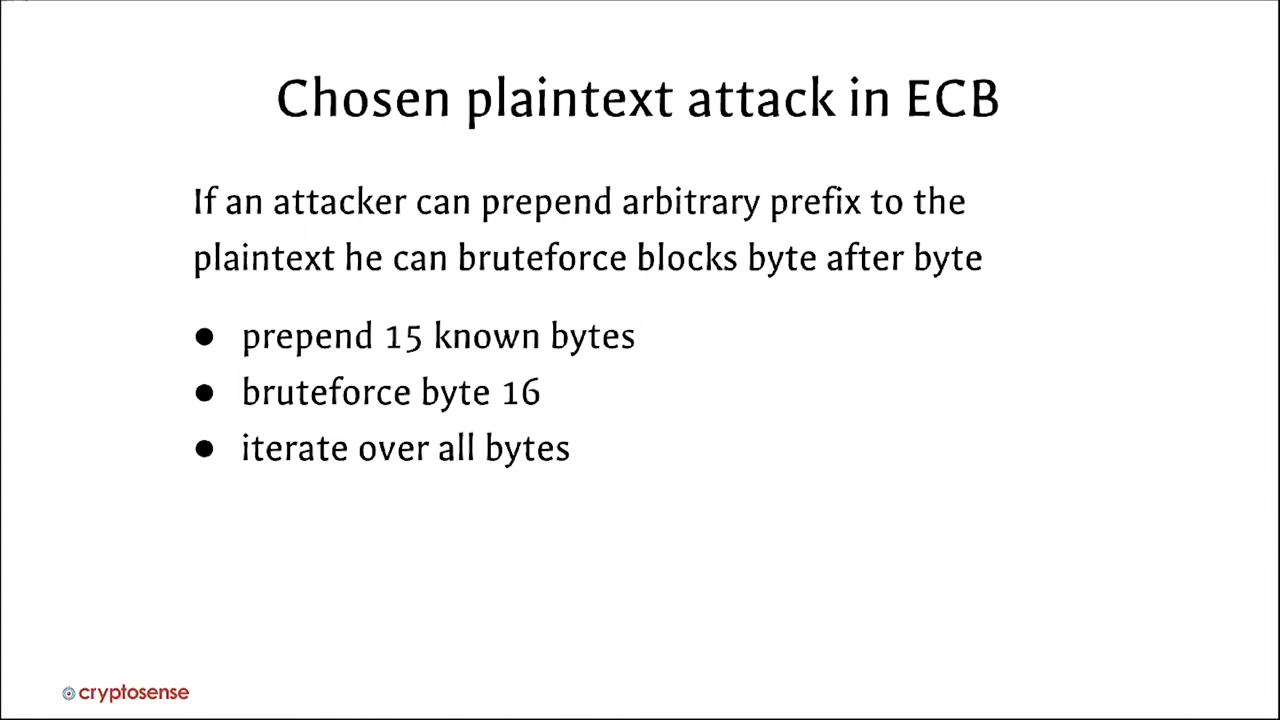 Chosen plaintext attack in ECB
If an attacker can prepend arbitrary prefix to the
plaintext he can bruteforce blocks byte after byte
● prepend 15 known bytes
● bruteforce byte 16
● iterate over all bytes
cryptosense